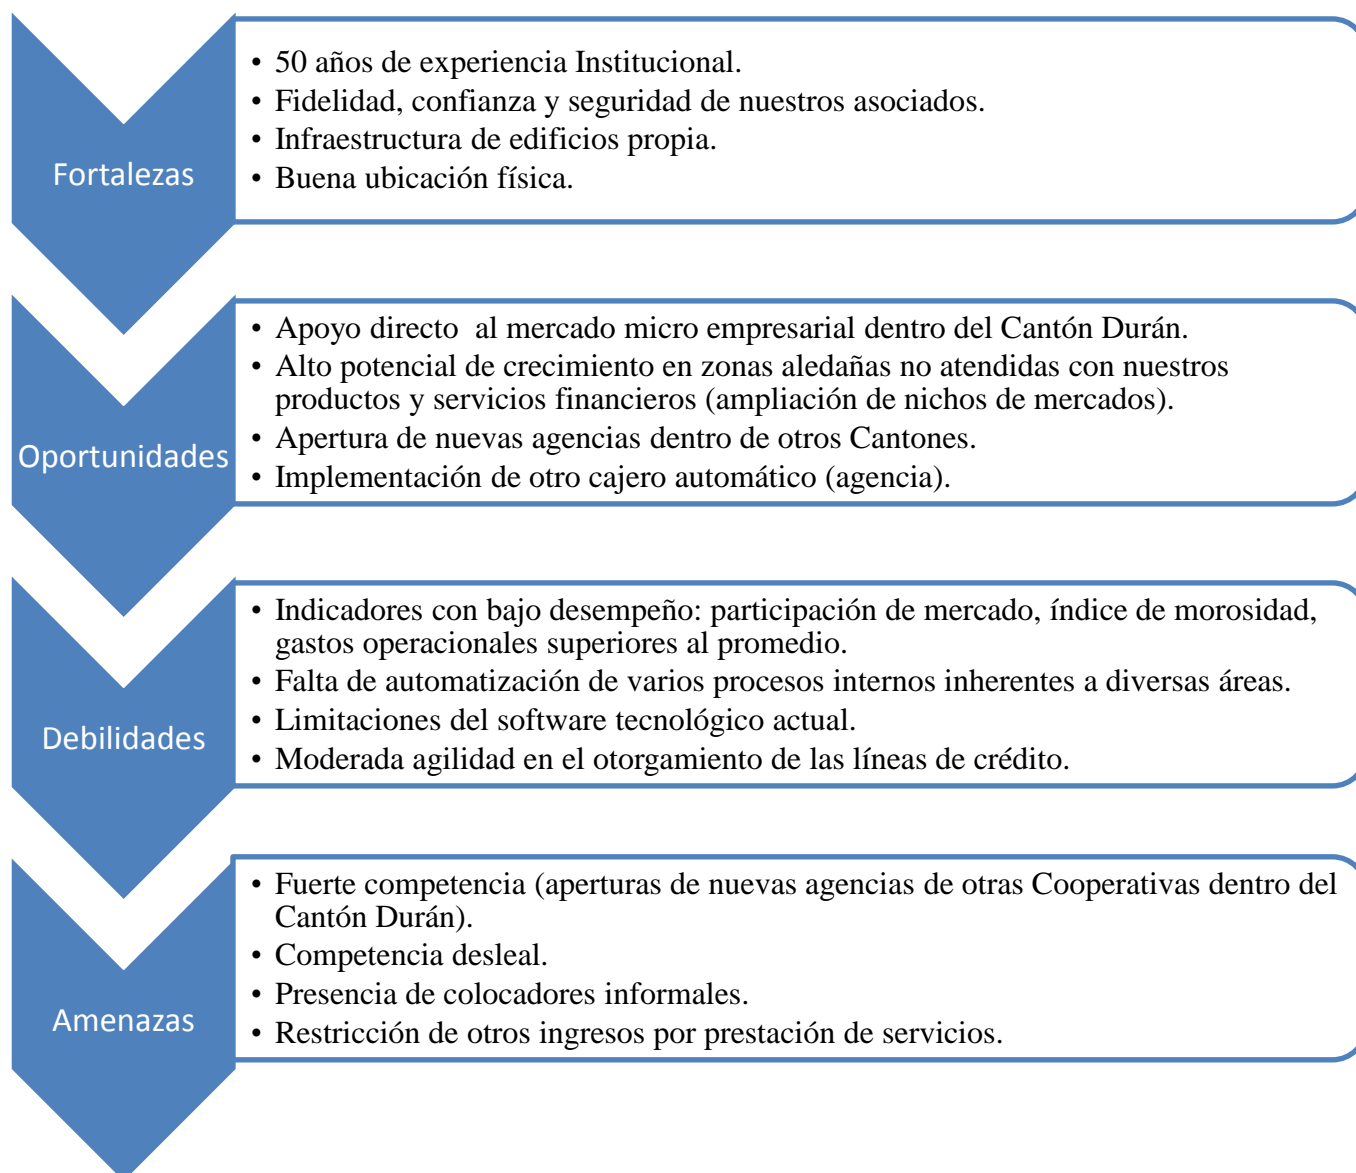 Fortalezas
• 50 años de experiencia Institucional.
• Fidelidad, confianza y seguridad de nuestros asociados.
• Infraestructura de edificios propia.
• Buena ubicación física.
Oportunidades
• Apoyo directo  al mercado micro empresarial dentro del Cantón Durán.
• Alto potencial de crecimiento en zonas aledañas no atendidas con nuestros
productos y servicios financieros (ampliación de nichos de mercados).
• Apertura de nuevas agencias dentro de otros Cantones.
• Implementación de otro cajero automático (agencia).
Debilidades
• Indicadores con bajo desempeño: participación de mercado, índice de morosidad,
gastos operacionales superiores al promedio.
• Falta de automatización de varios procesos internos inherentes a diversas áreas.
• Limitaciones del software tecnológico actual.
• Moderada agilidad en el otorgamiento de las líneas de crédito.
Amenazas
• Fuerte competencia (aperturas de nuevas agencias de otras Cooperativas dentro del
Cantón Durán).
• Competencia desleal.
• Presencia de colocadores informales.
• Restricción de otros ingresos por prestación de servicios.